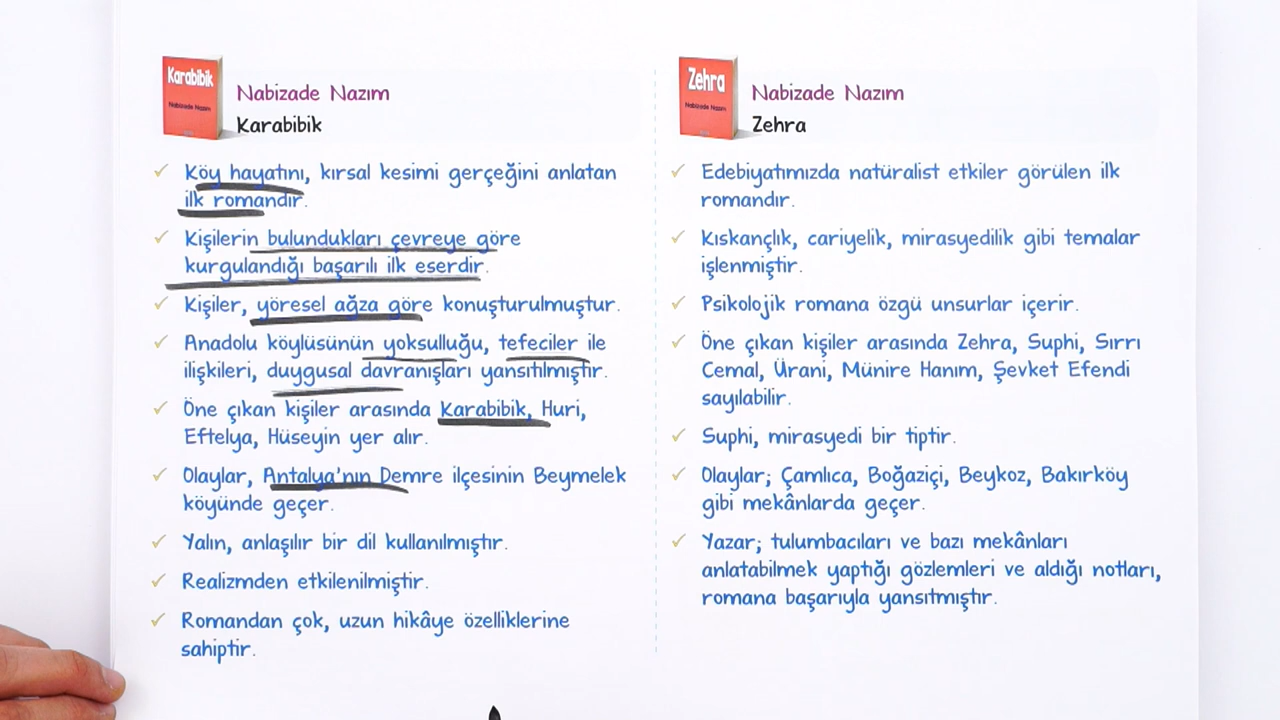 Karabibik
Nabizade Nazım
Nabizade Nazım
Karabibik
Köy hayatını, kırsal kesimi gerçeğini anlatan
ilk romandır.
Kişilerin bulundukları çevreye göre
kurgulandığı başarılı ilk eserdir.
Kişiler, yöresel ağza göre konuşturulmuştur.
Anadolu köylüsünün yoksulluğu, tefeciler ile
ilişkileri, duygusal davranışları yansıtılmıştır.
Öne çıkan kişiler arasında Karabibik, Huri,
Eftelya, Hüseyin yer alır.
Olaylar, Antalya'nın Demre ilçesinin Beymelek
köyünde geçer.
Yalın, anlaşılır bir dil kullanılmıştır.
Realizmden etkilenilmiştir.
Romandan çok, uzun hikâye özelliklerine
sahiptir.
Zehra
Nabizade Nazım
Nabizade Nazım
Zehra
Edebiyatımızda natüralist etkiler görülen ilk
romandır.
Kıskançlık, cariyelik, mirasyedilik gibi temalar
işlenmiştir.
Psikolojik romana özgü unsurlar içerir.
Öne çıkan kişiler arasında Zehra, Suphi, Sırrı
Cemal, Ürani, Münire Hanım, Şevket Efendi
sayılabilir.
Suphi, mirasyedi bir tiptir.
Olaylar; Çamlıca, Boğaziçi, Beykoz, Bakırköy
gibi mekânlarda geçer.
Yazar; tulumbacıları ve bazı mekânları
anlatabilmek yaptığı gözlemleri ve aldığı notları,
romana başarıyla yansıtmıştır.